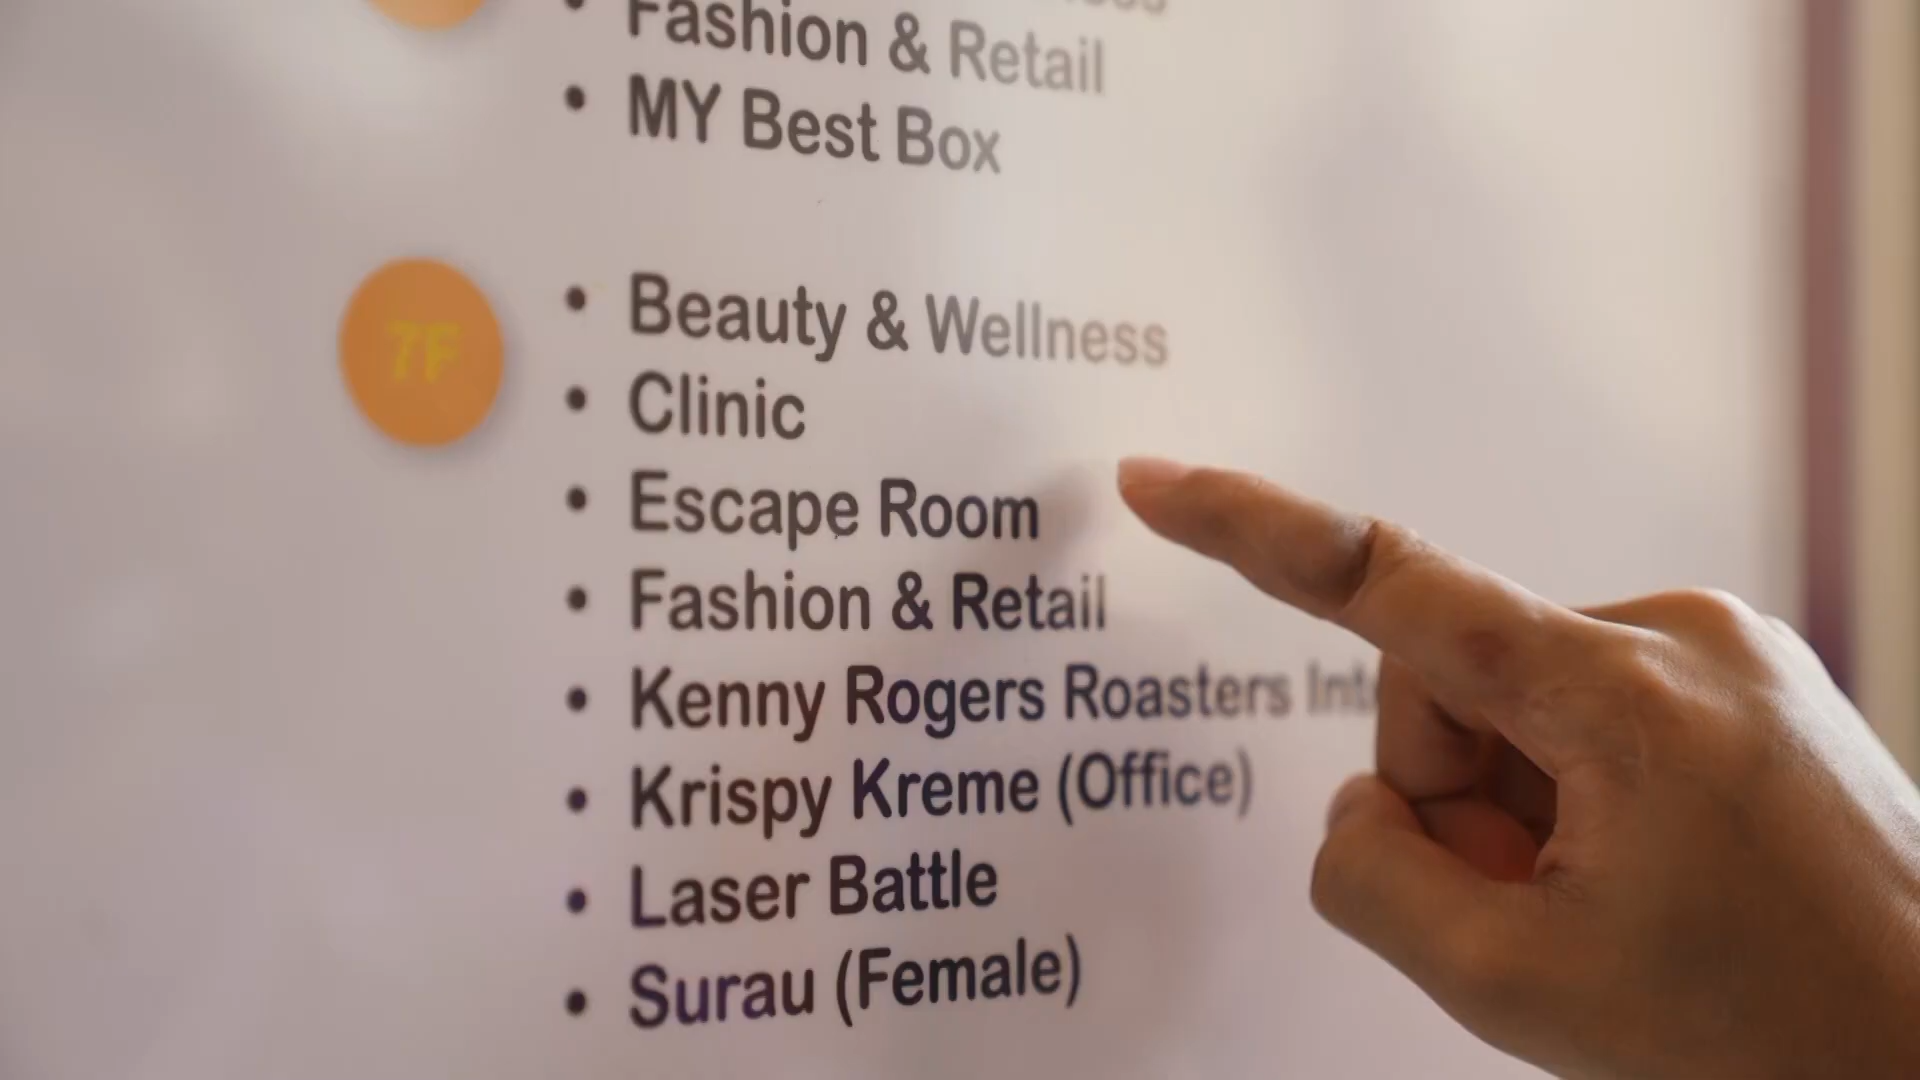 Fashion & Retail
MY Best Box
7F
Beauty & Wellness
Clinic
Escape Room
Fashion & Retail
Kenny Rogers Roasters
Krispy Kreme (Office)
Laser Battle
Surau (Female)